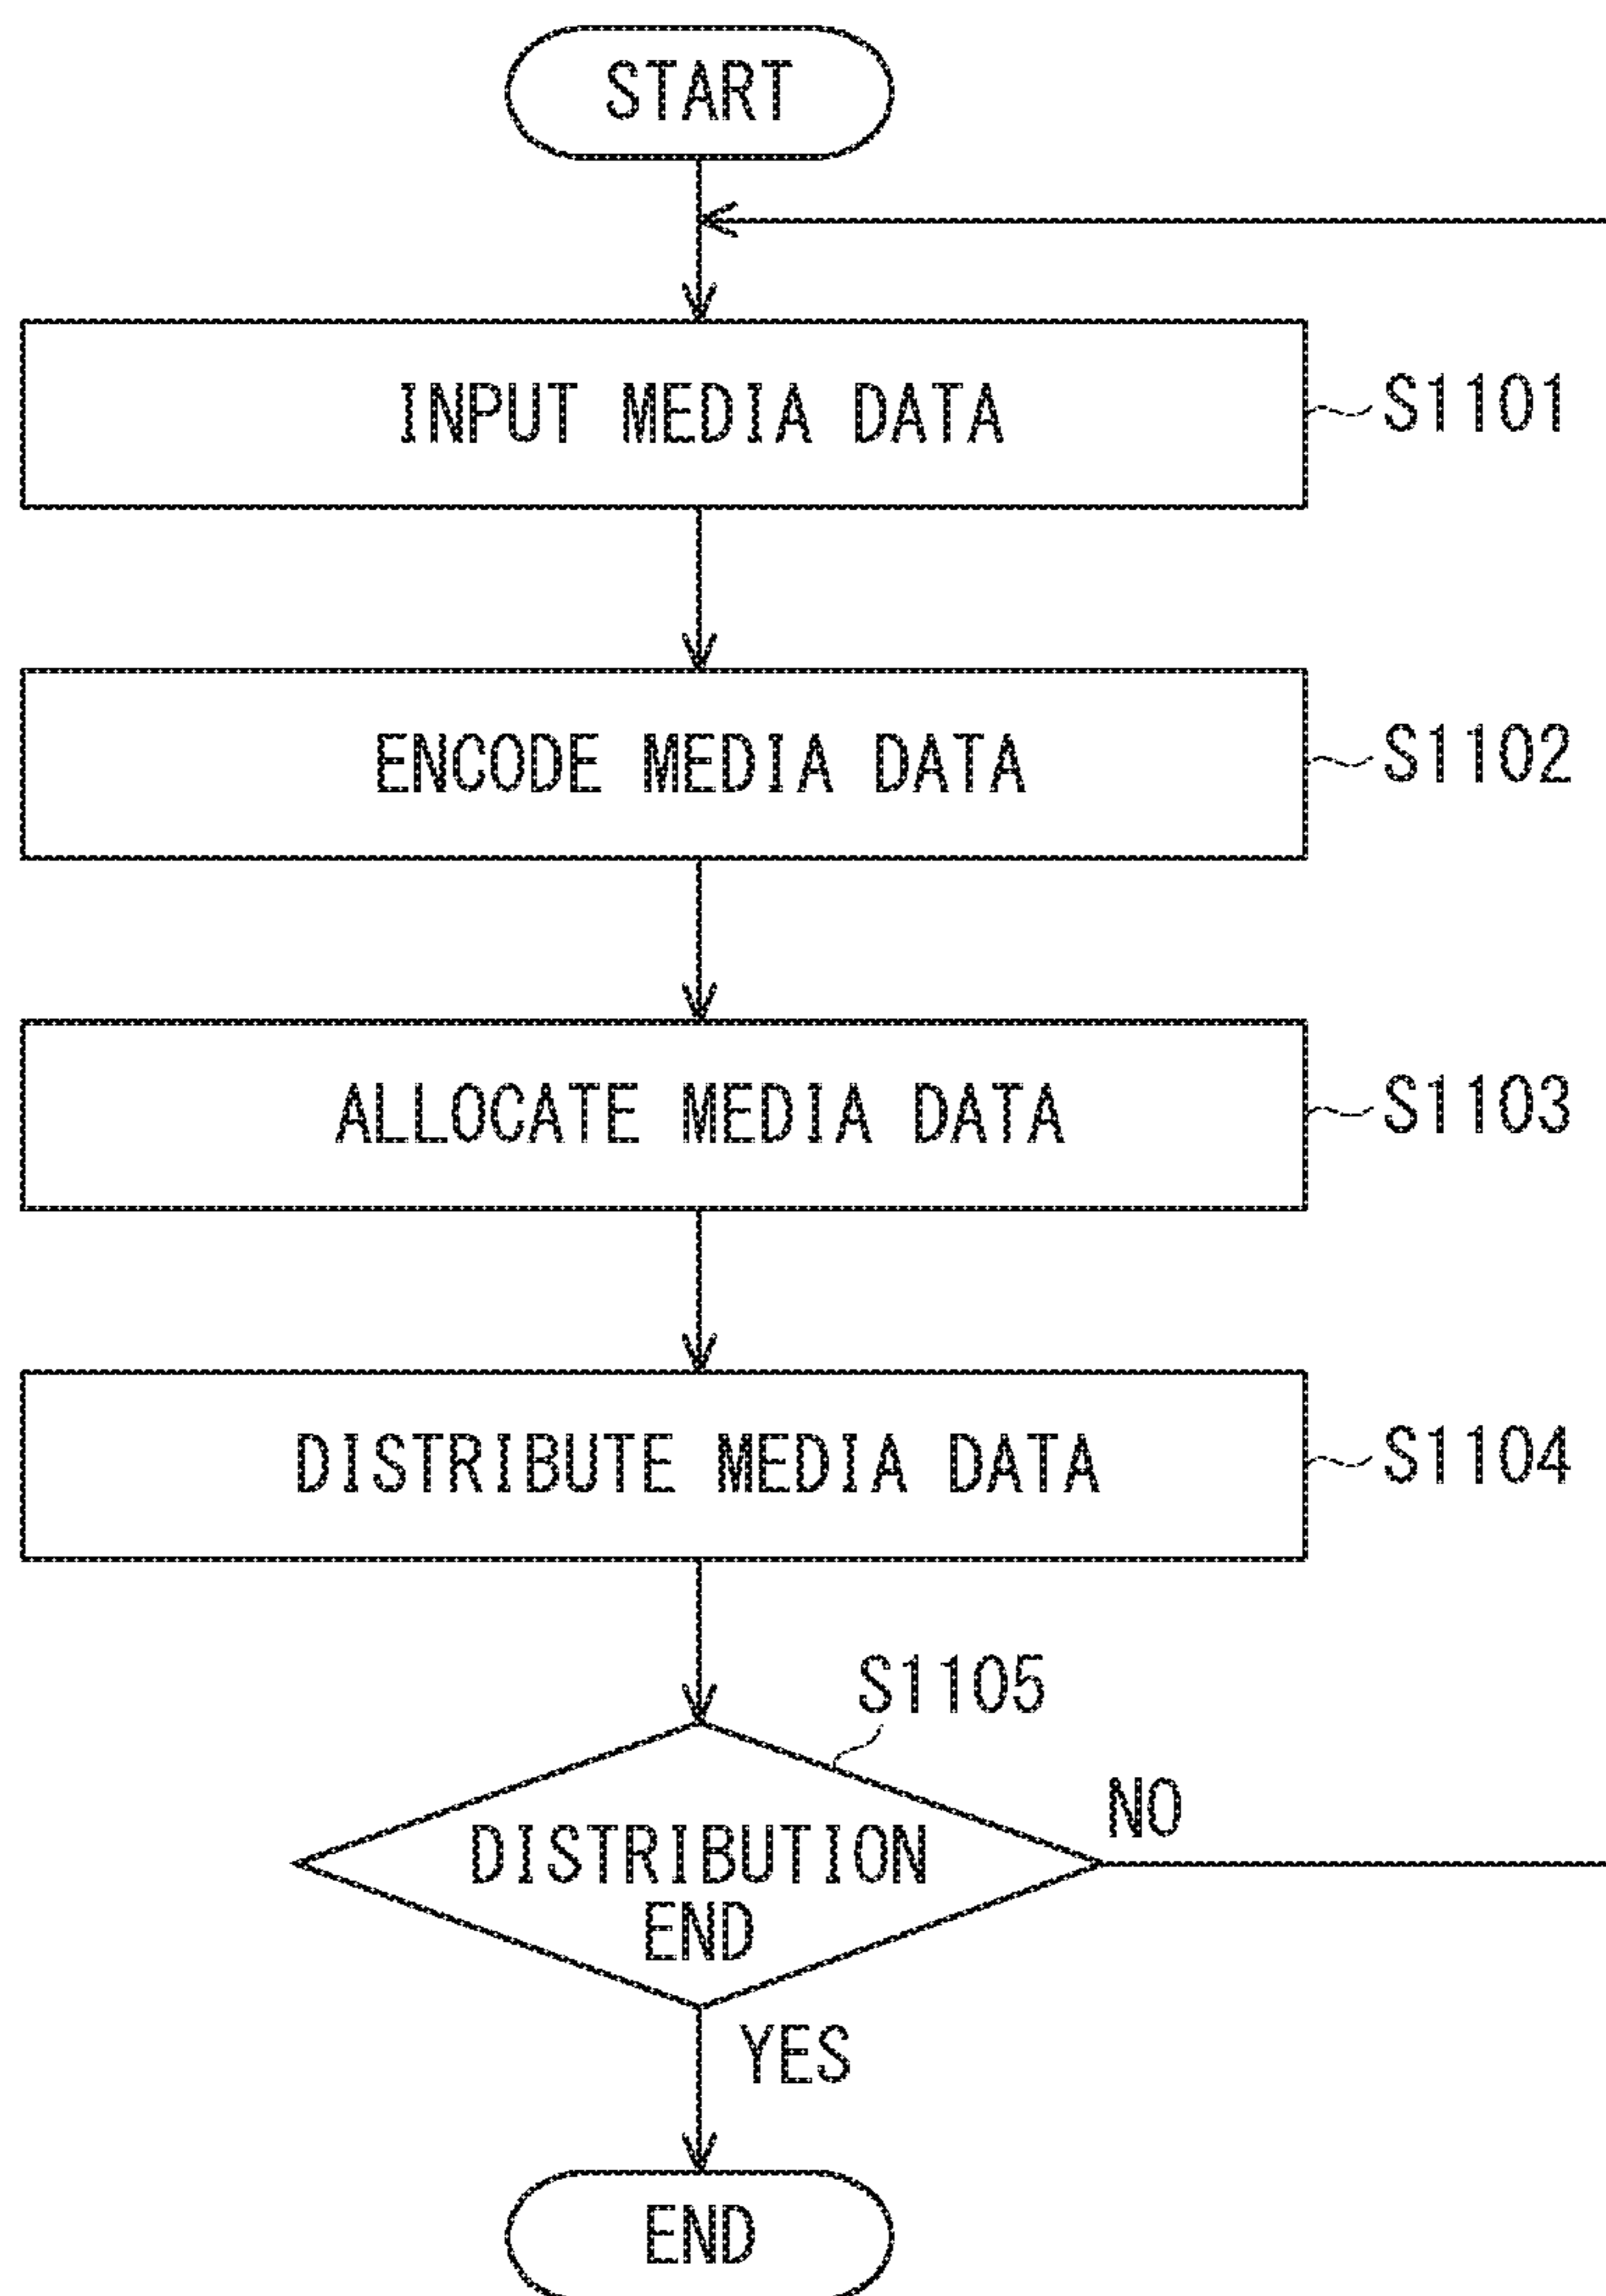 START
INPUT MEDIA DATA
S1101
ENCODE MEDIA DATA
S1102
ALLOCATE MEDIA DATA
S1103
DISTRIBUTE MEDIA DATA
S1104
S1105
DISTRIBUTION
END
NO
YES
END